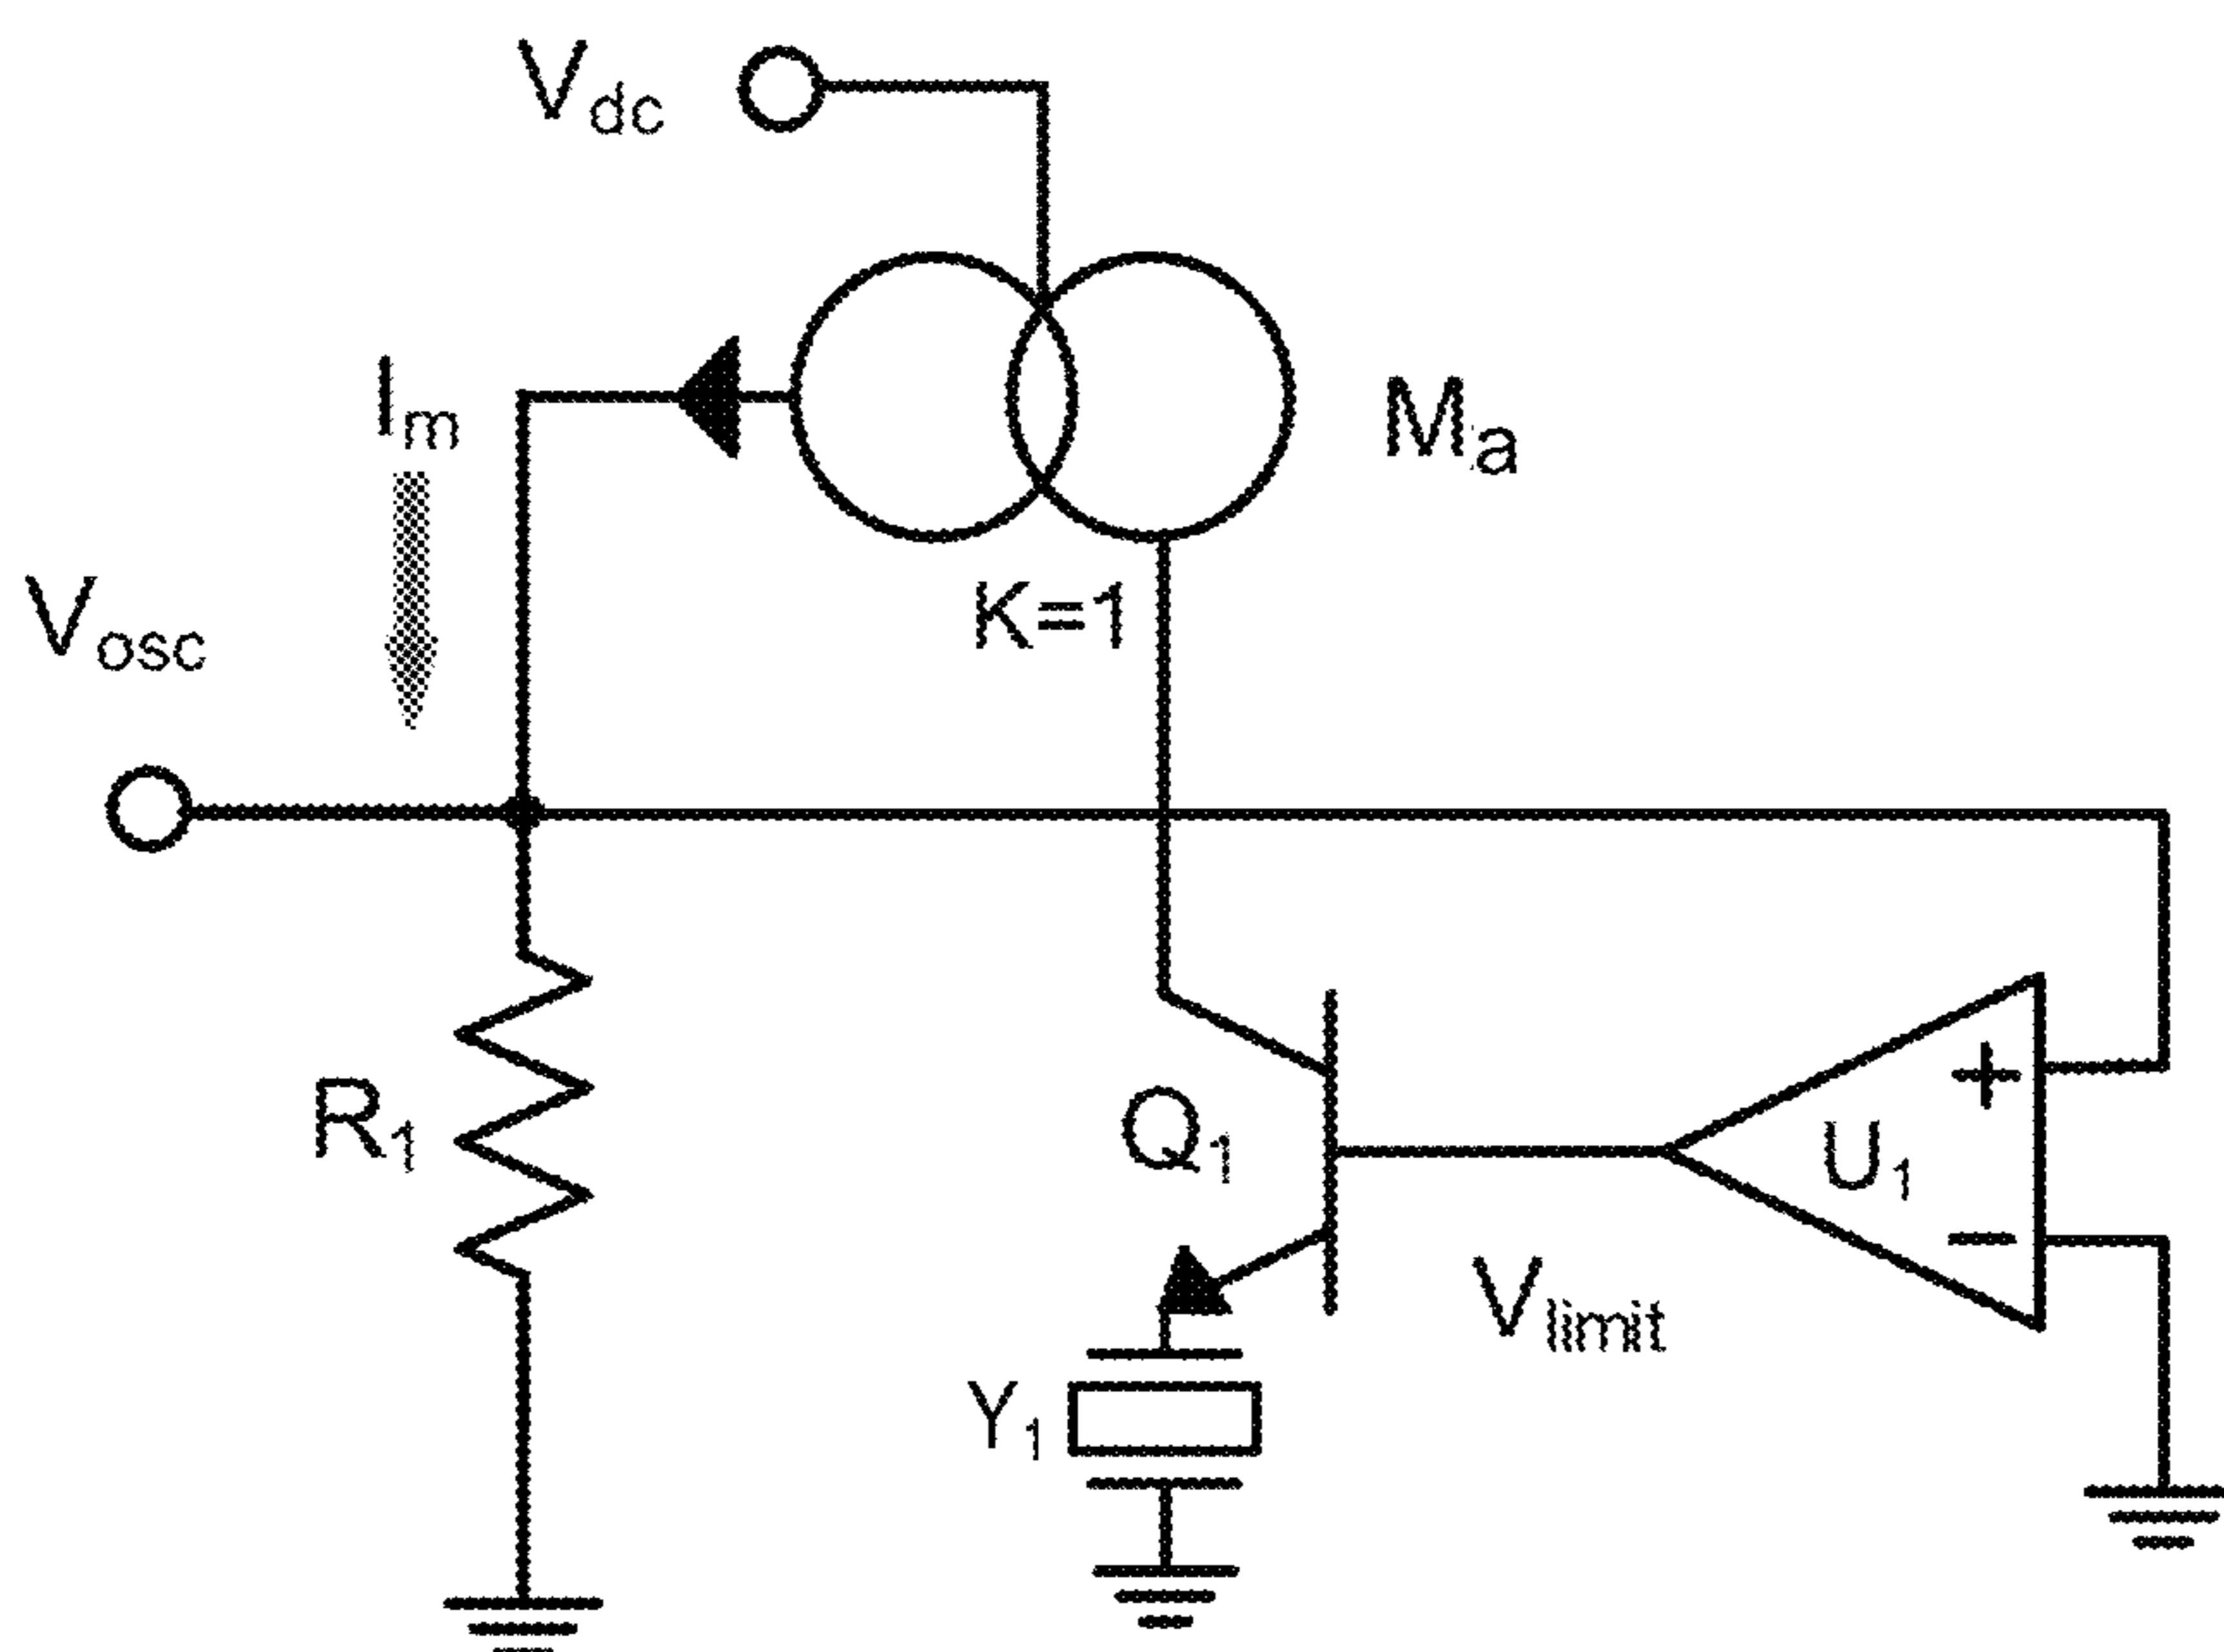 Vdc
Im
Ma
K=1
Vosc
+
R1
Q1
U1
−
Vlimit
Y1